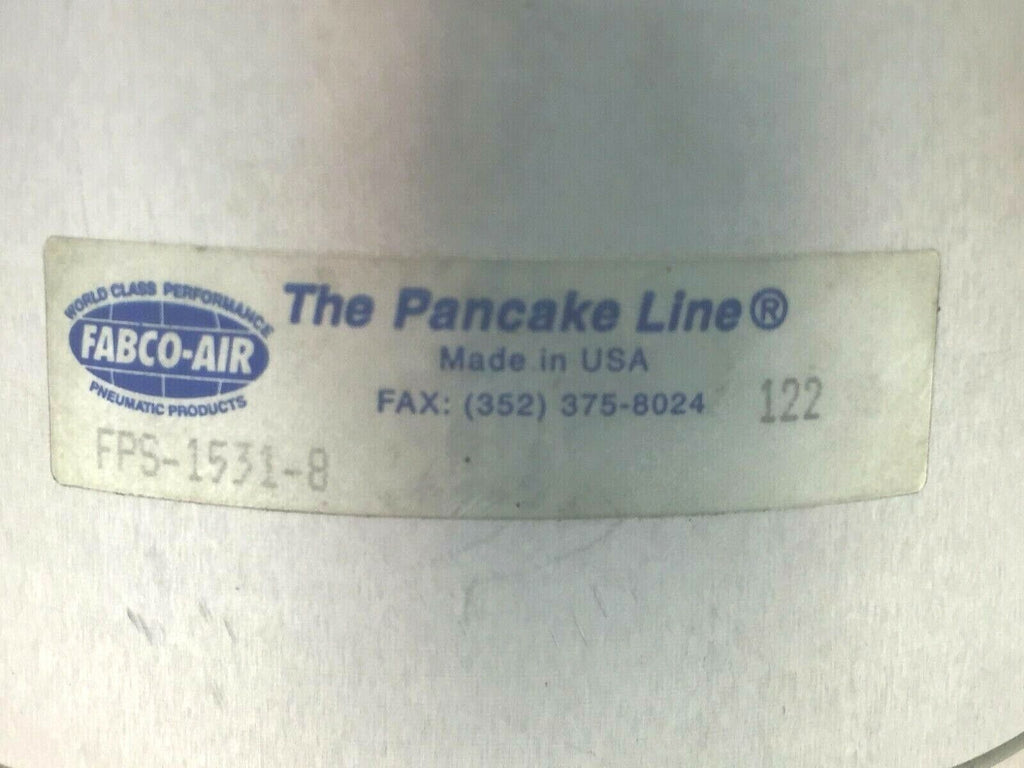 WORLD CLASS PERFORMANCE
FABCO-AIR
PNEUMATIC PRODUCTS
The Pancake Line®
Made in USA
FAX: (352) 375-8024
122
FPS-1531-8